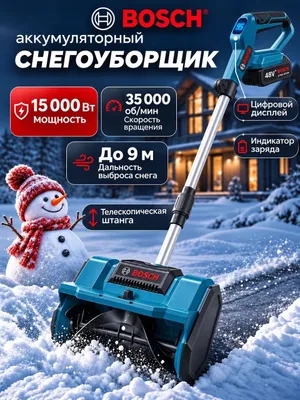 BOSCH
аккумуляторный
СНЕГОУБОРЩИК
15 000 Вт
МОЩНОСТЬ
35 000
об/мин
Скорость
вращения
До 9 м
Дальность
выброса снега
Телескопическая
штанга
48V
Цифровой
дисплей
Индикатор
заряда
BOSCH